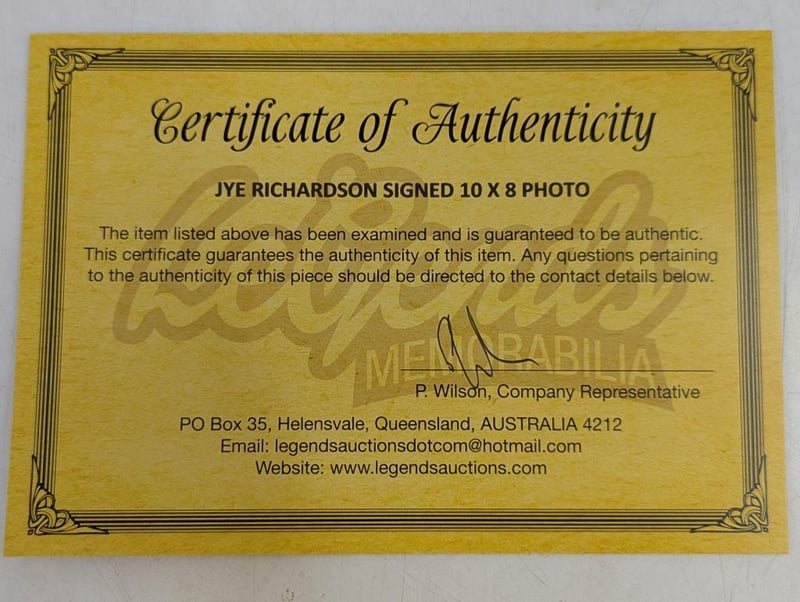 Certificate of Authenticity
JYE RICHARDSON SIGNED 10 X 8 PHOTO
The item listed above has been examined and is guaranteed to be authentic.
This certificate guarantees the authenticity of this item. Any questions pertaining
to the authenticity of this piece should be directed to the contact details below.
Legends
MEMORABILIA
P. Wilson, Company Representative
PO Box 35, Helensvale, Queensland, AUSTRALIA 4212
Email: legendsauctionsdotcom@hotmail.com
Website: www.legendsauctions.com